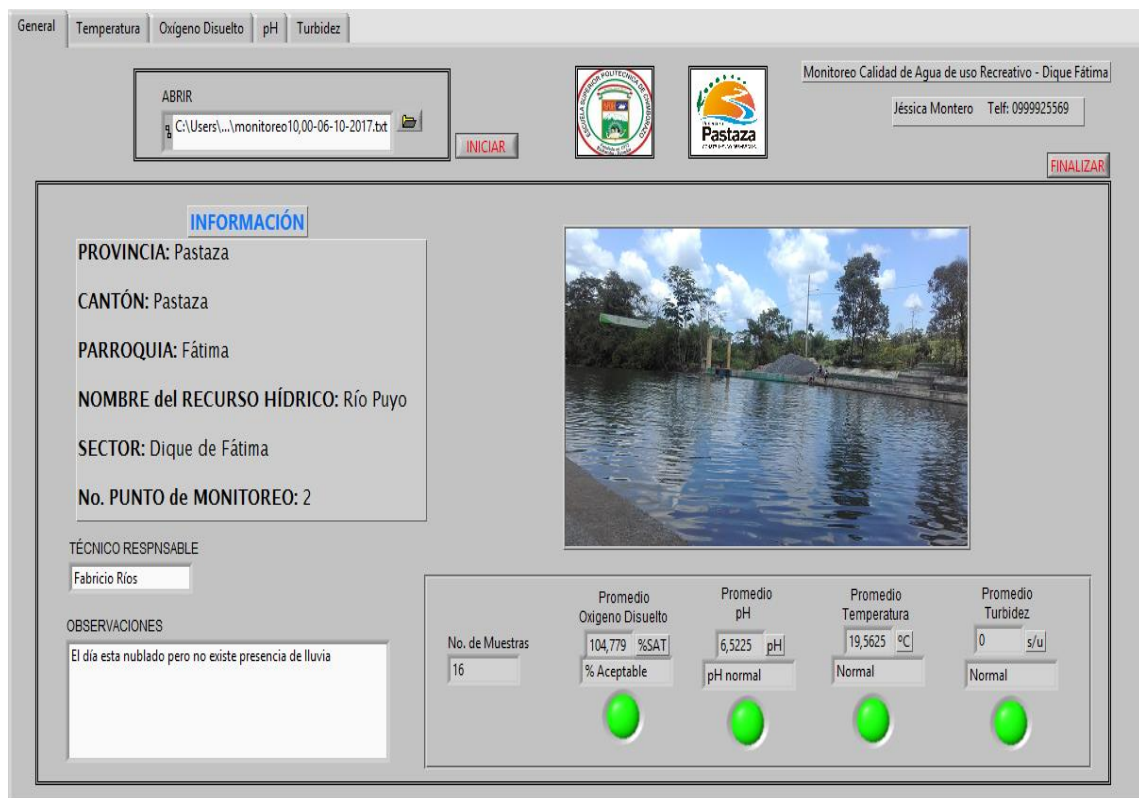 General Temperatura Oxígeno Disuelto pH Turbidez
ABRIR
C:\Users\...\monitoreo10,00-06-10-2017.txt
INICIAR
ESCUELA SUPERIOR POLITECNICA DE CHIMBORAZO
Pastaza
Monitoreo Calidad de Agua de uso Recreativo - Dique Fátima
Jéssica Montero Telf: 0999925569
FINALIZAR
INFORMACIÓN
PROVINCIA: Pastaza
CANTÓN: Pastaza
PARROQUIA: Fátima
NOMBRE del RECURSO HÍDRICO: Río Puyo
SECTOR: Dique de Fátima
No. PUNTO de MONITOREO: 2
TÉCNICO RESPNSABLE
Fabricio Ríos
OBSERVACIONES
El día esta nublado pero no existe presencia de lluvia
No. de Muestras
16
Promedio
Oxigeno Disuelto
104,779 %SAT
% Aceptable
Promedio
pH
6,5225 pH
pH normal
Promedio
Temperatura
19,5625 ºC
Normal
Promedio
Turbidez
0 s/u
Normal